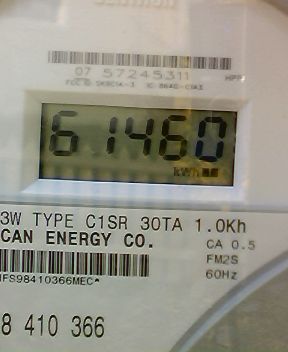 07 57245311
61460
kWh
3W TYPE C1SR 30TA 1.0Kh
CAN ENERGY CO.
CA 0.5
FM2S
60Hz
IFS98410366MEC*
8 410 366